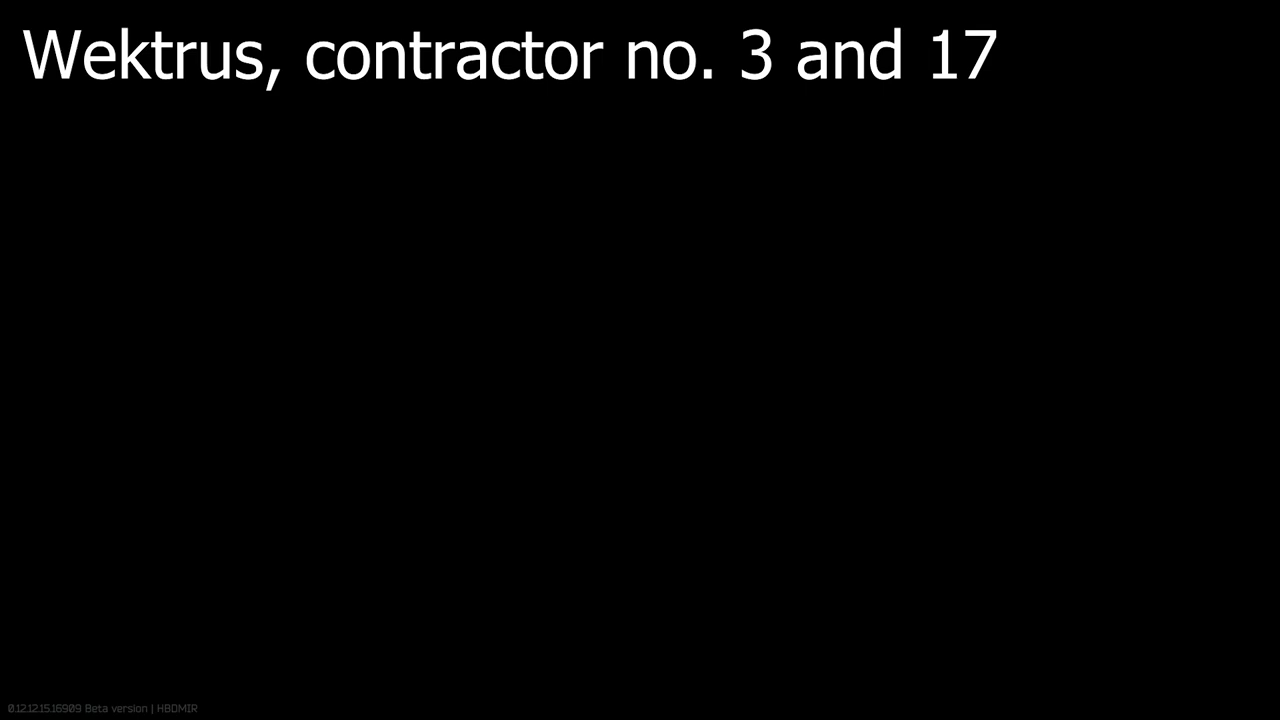 Wektrus, contractor no. 3 and 17
0.12.12.15.16909 Beta version | HBDMIR